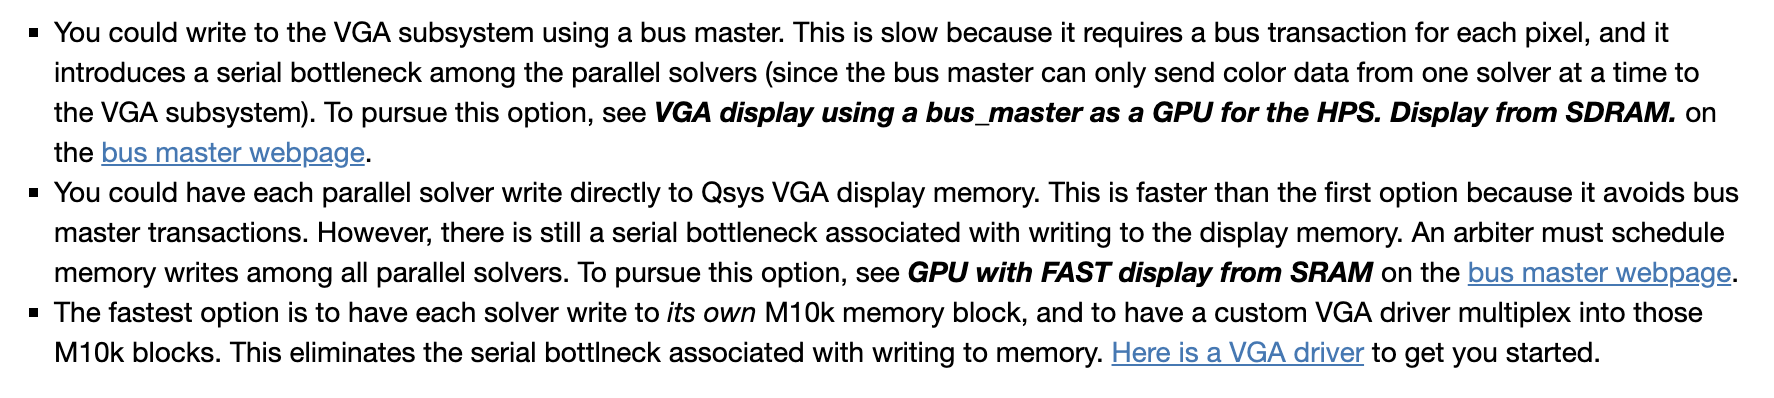 ▪ You could write to the VGA subsystem using a bus master. This is slow because it requires a bus transaction for each pixel, and it
introduces a serial bottleneck among the parallel solvers (since the bus master can only send color data from one solver at a time to
the VGA subsystem). To pursue this option, see VGA display using a bus_master as a GPU for the HPS. Display from SDRAM. on
the bus master webpage.
▪ You could have each parallel solver write directly to Qsys VGA display memory. This is faster than the first option because it avoids bus
master transactions. However, there is still a serial bottleneck associated with writing to the display memory. An arbiter must schedule
memory writes among all parallel solvers. To pursue this option, see GPU with FAST display from SRAM on the bus master webpage.
▪ The fastest option is to have each solver write to its own M10k memory block, and to have a custom VGA driver multiplex into those
M10k blocks. This eliminates the serial bottlneck associated with writing to memory. Here is a VGA driver to get you started.